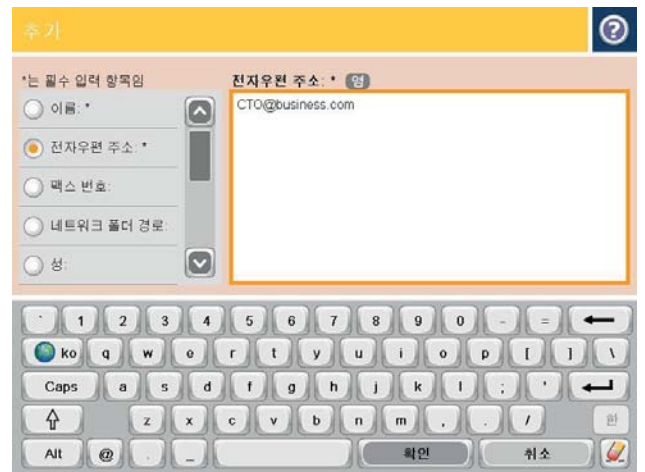 추가
?
*는 필수 입력 항목임
전자우편 주소: * 영
이름: *
CTO@business.com
전자우편 주소: *
팩스 번호:
네트워크 폴더 경로:
성:
` 1 2 3 4 5 6 7 8 9 0 - =
ko q w e r t y u i o p [ ] \
Caps a s d f g h j k l ; '
z x c v b n m , . / 한
Alt @ . _ 확인 취소